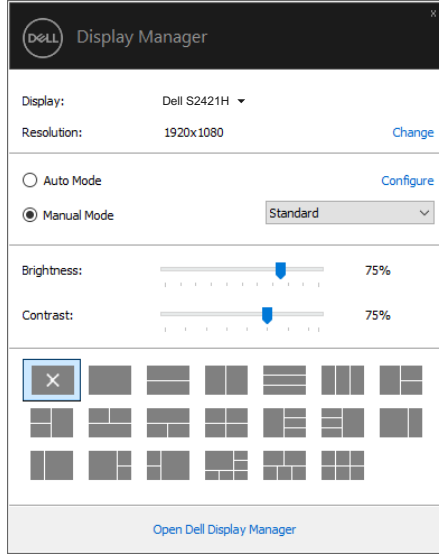 x
DELL Display Manager
Display: Dell S2421H
Resolution: 1920x1080 Change
Auto Mode Configure
Manual Mode Standard
Brightness: 75%
Contrast: 75%
Open Dell Display Manager